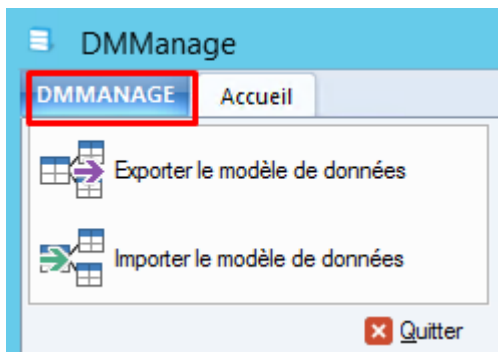 DMManage
DMMANAGE Accueil
Exporter le modèle de données
Importer le modèle de données
Quitter